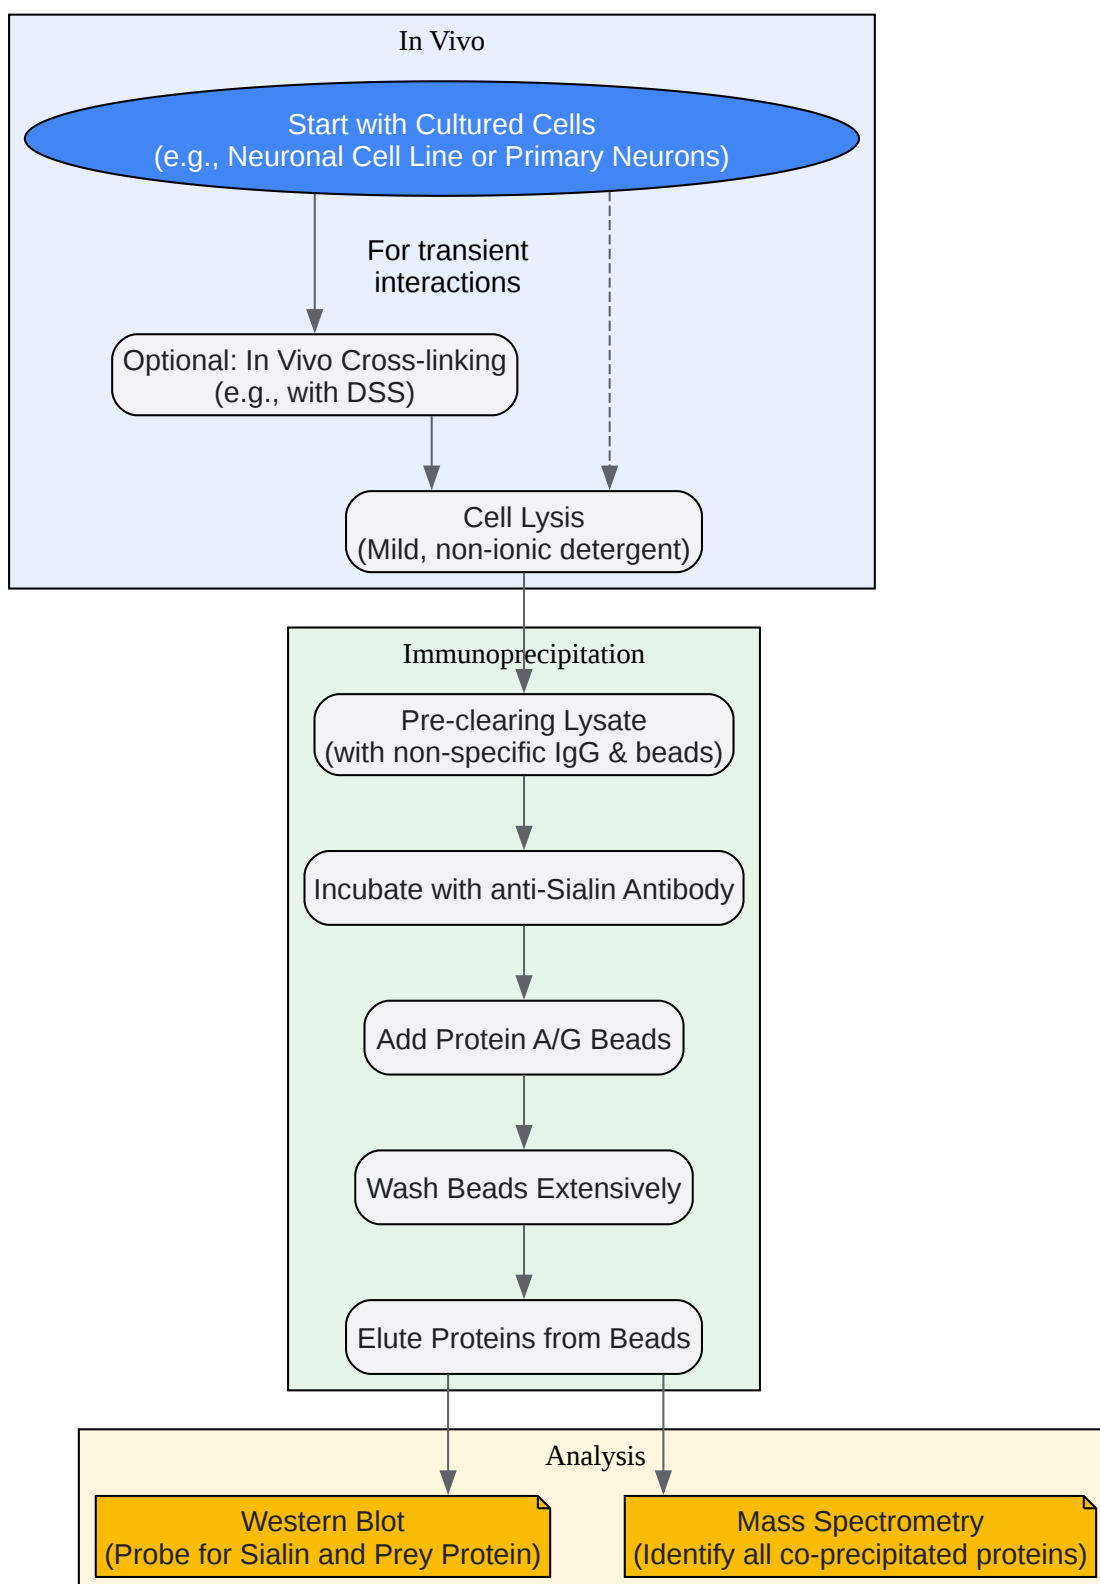 In Vivo
Start with Cultured Cells
(e.g., Neuronal Cell Line or Primary Neurons)
For transient
interactions
Optional: In Vivo Cross-linking
(e.g., with DSS)
Cell Lysis
(Mild, non-ionic detergent)
Immunoprecipitation
Pre-clearing Lysate
(with non-specific IgG & beads)
Incubate with anti-Sialin Antibody
Add Protein A/G Beads
Wash Beads Extensively
Elute Proteins from Beads
Analysis
Western Blot
(Probe for Sialin and Prey Protein)
Mass Spectrometry
(Identify all co-precipitated proteins)